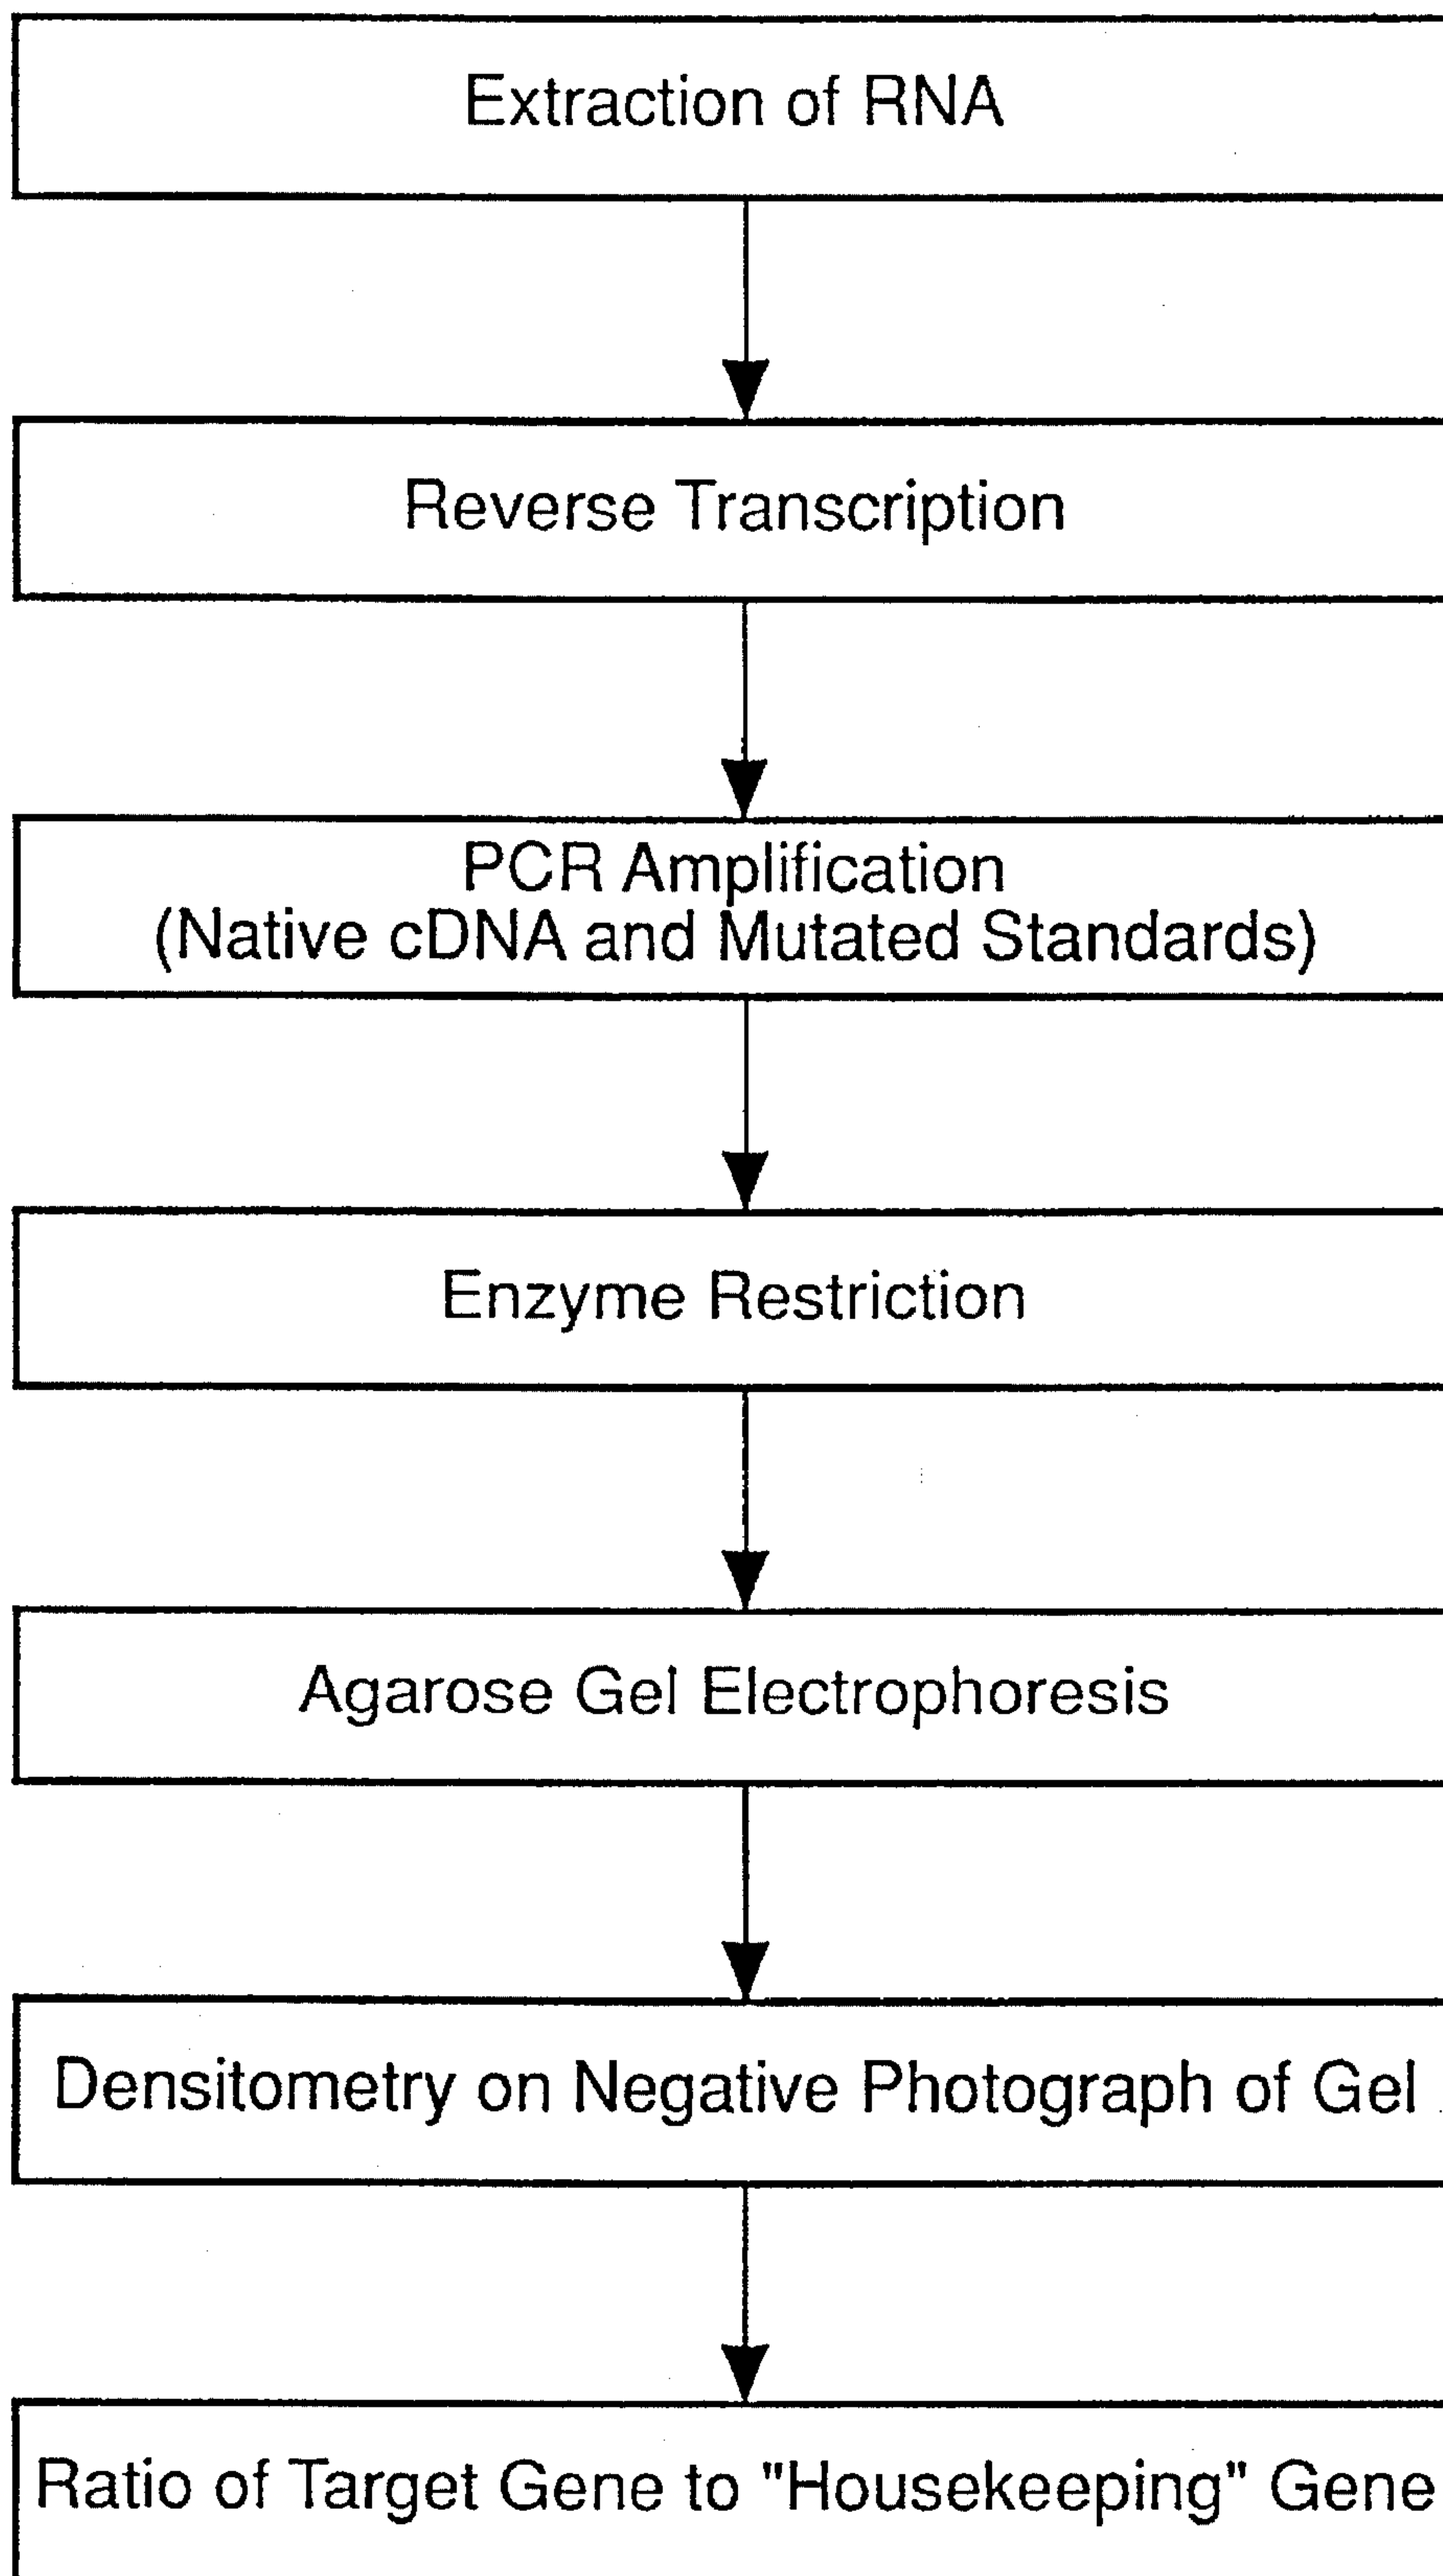 Extraction of RNA
Reverse Transcription
PCR Amplification
(Native cDNA and Mutated Standards)
Enzyme Restriction
Agarose Gel Electrophoresis
Densitometry on Negative Photograph of Gel
Ratio of Target Gene to "Housekeeping" Gene